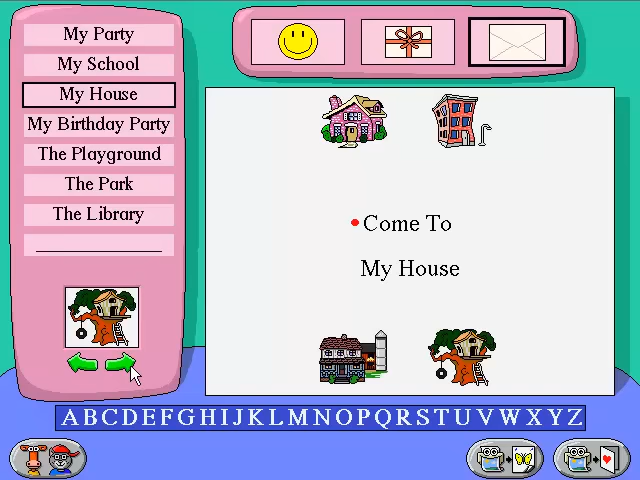 My Party
My School
My House
My Birthday Party
The Playground
The Park
The Library
Come To
My House
ABCDEFGHIJKLMNOPQRSTUVWXYZ